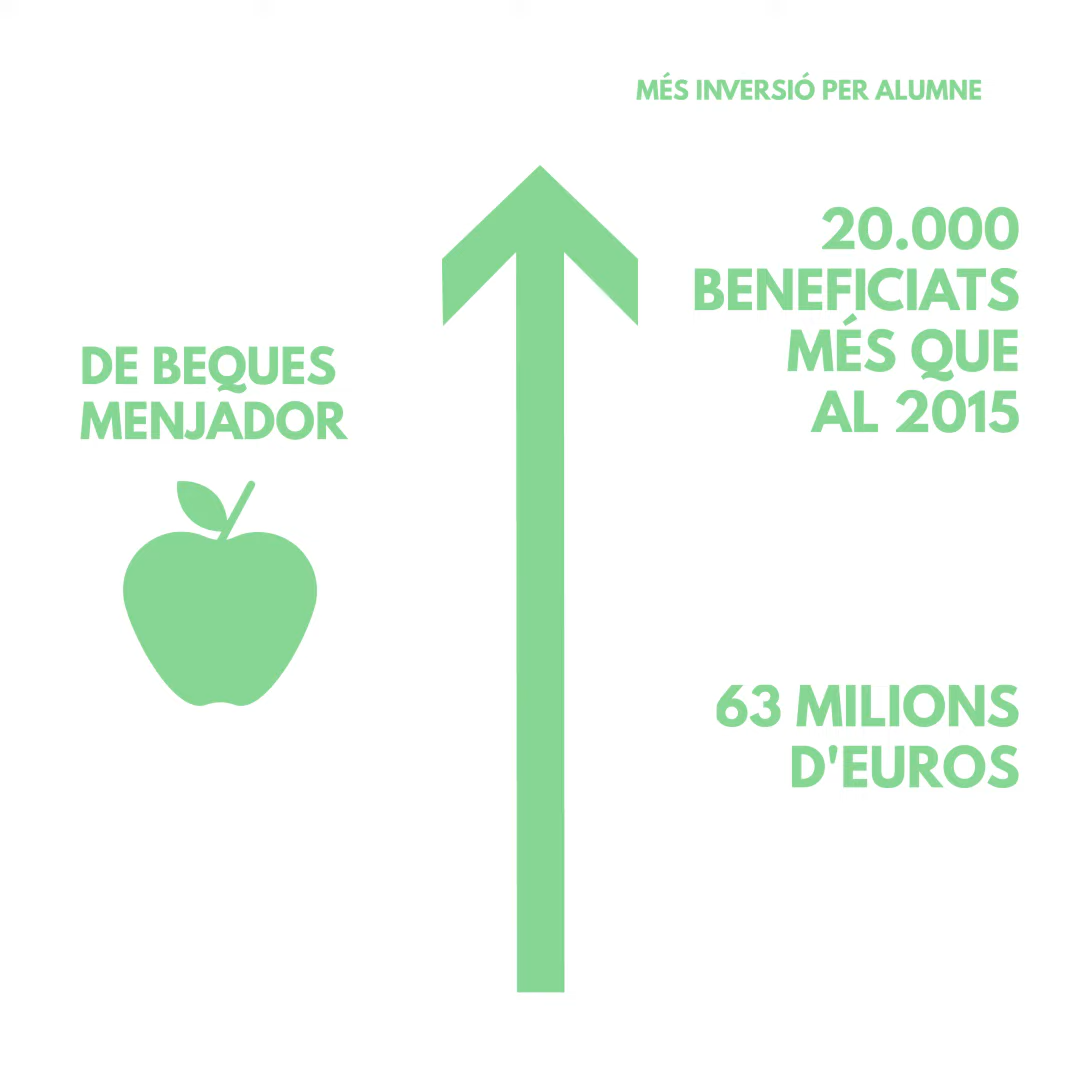 MÉS INVERSIÓ PER ALUMNE
20.000
BENEFICIATS
MÉS QUE
AL 2015
DE BEQUES
MENJADOR
63 MILIONS
D'EUROS